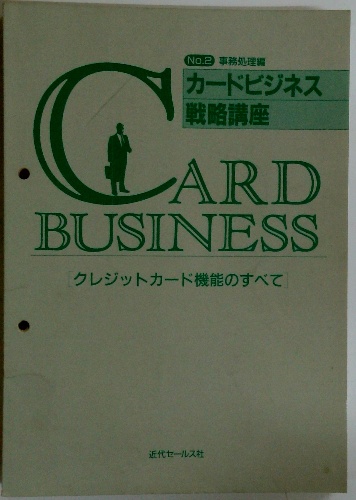 No.2 事務処理編
カードビジネス
戦略講座
CARD
BUSINESS
[クレジットカード機能のすべて]
近代セールス社